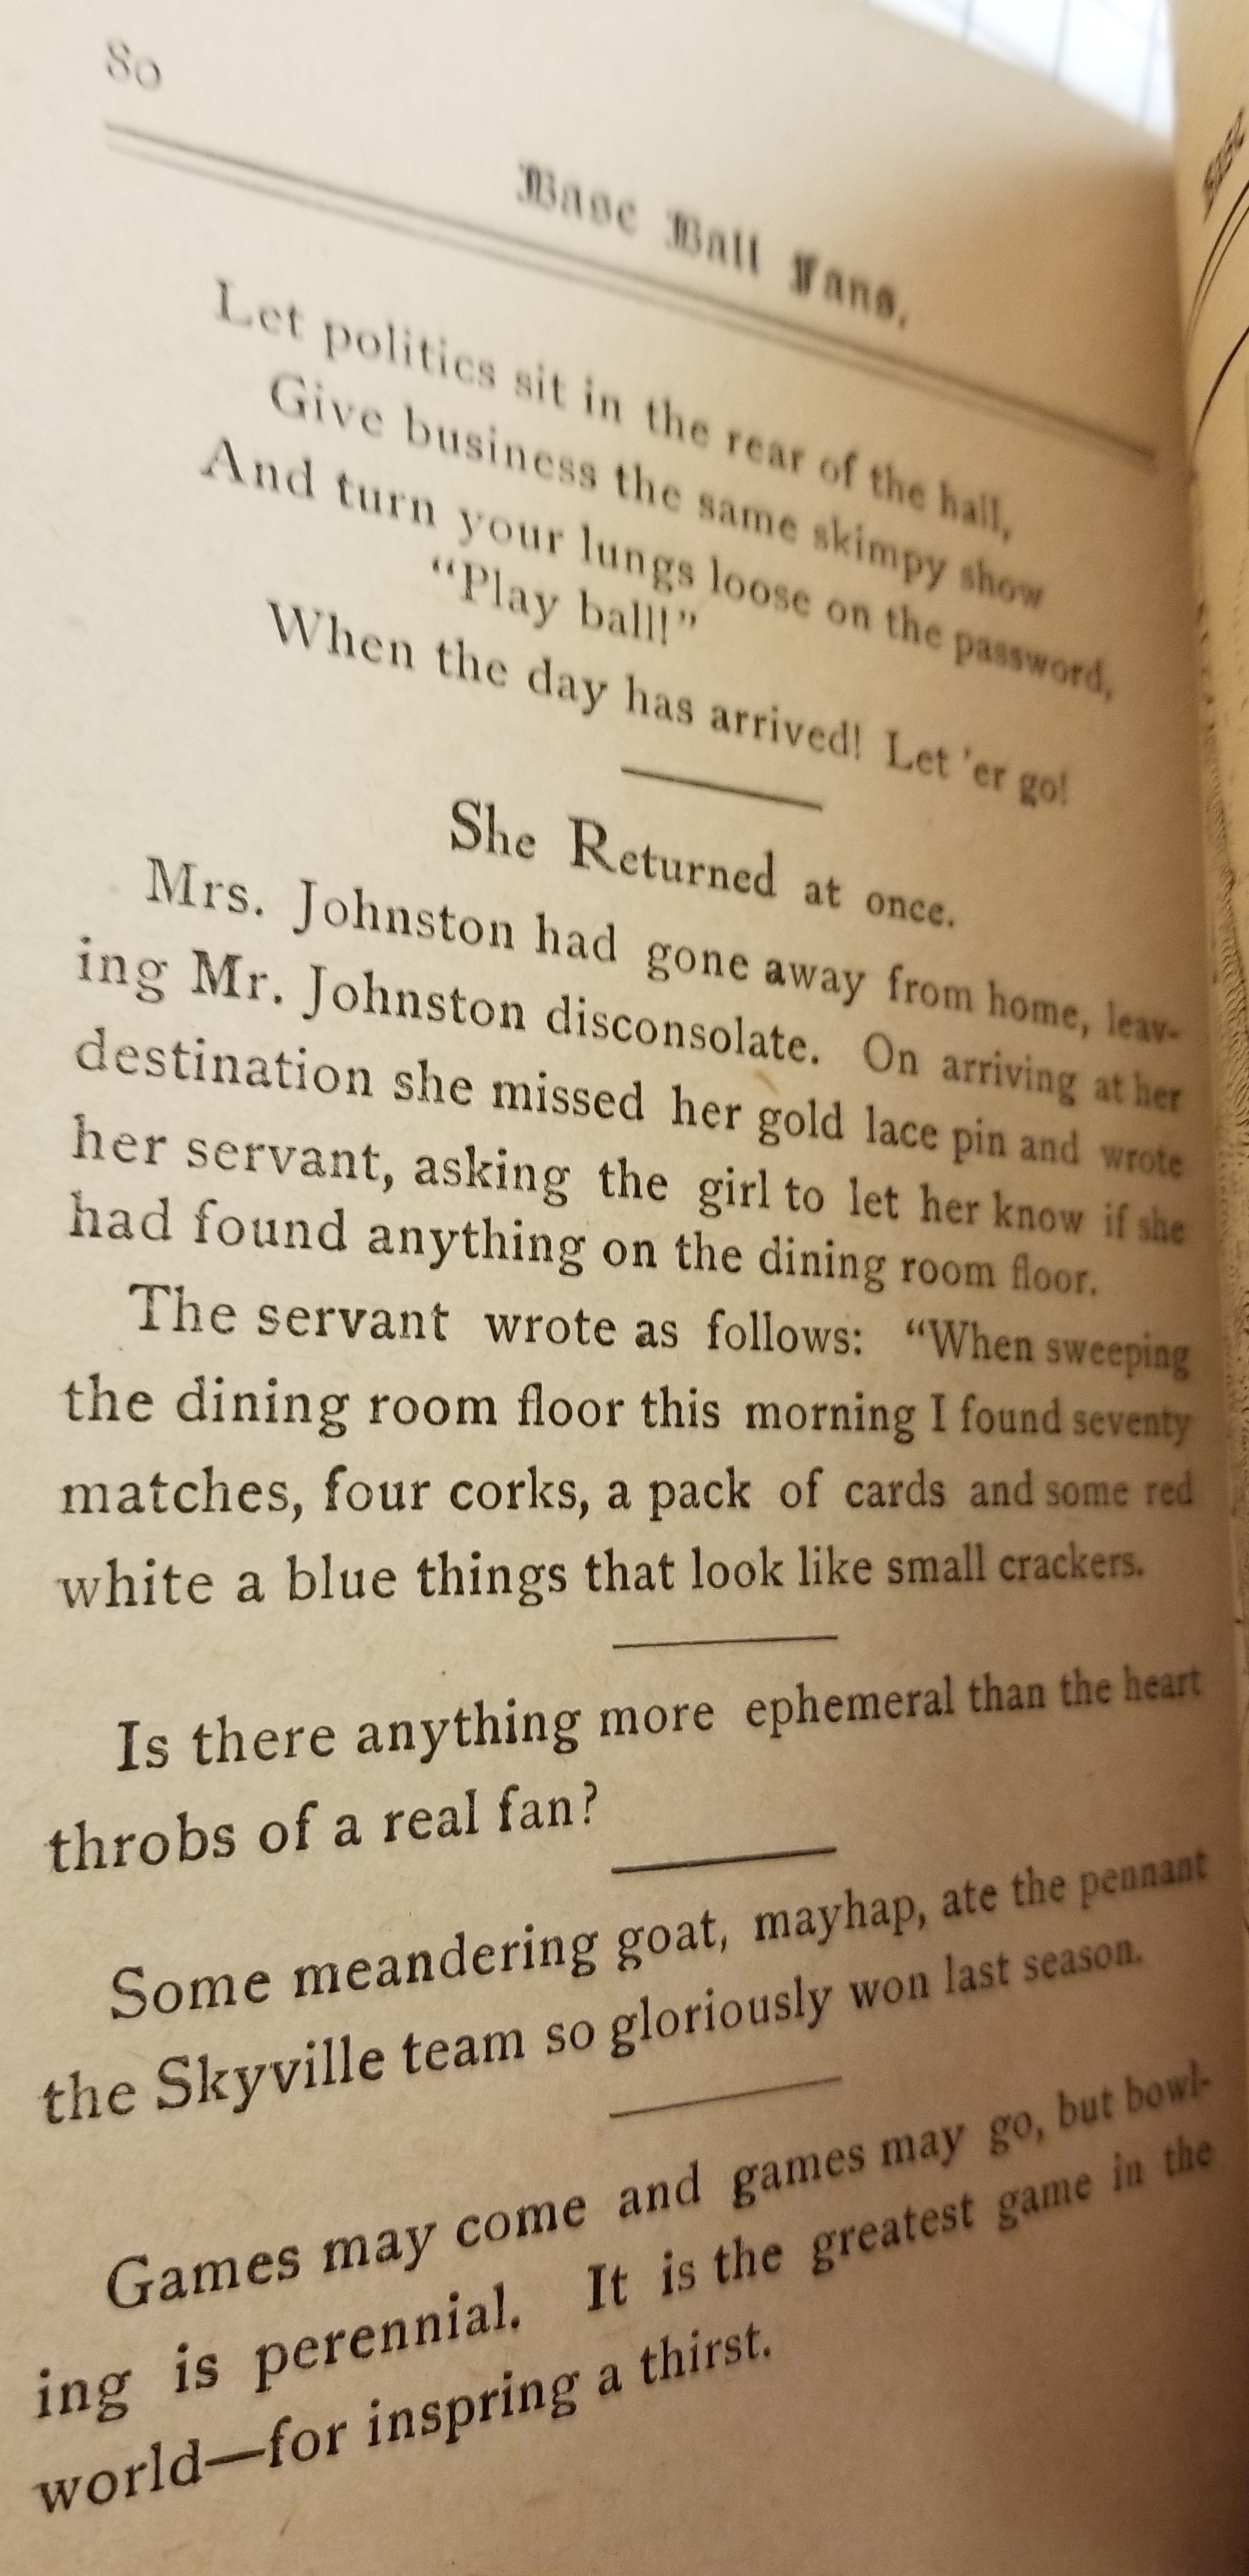 80
Base Ball Fans.
Let politics sit in the rear of the hall,
Give business the same skimpy show
And turn your lungs loose on the password,
"Play ball!"
When the day has arrived! Let 'er go!
She Returned at once.
Mrs. Johnston had gone away from home, leav-
ing Mr. Johnston disconsolate. On arriving at her
destination she missed her gold lace pin and wrote
her servant, asking the girl to let her know if she
had found anything on the dining room floor.
The servant wrote as follows: "When sweeping
the dining room floor this morning I found seventy
matches, four corks, a pack of cards and some red
white a blue things that look like small crackers.
Is there anything more ephemeral than the heart
throbs of a real fan?
Some meandering goat, mayhap, ate the pennant
the Skyville team so gloriously won last season.
Games may come and games may go, but bowl-
ing is perennial. It is the greatest game in the
world—for inspring a thirst.